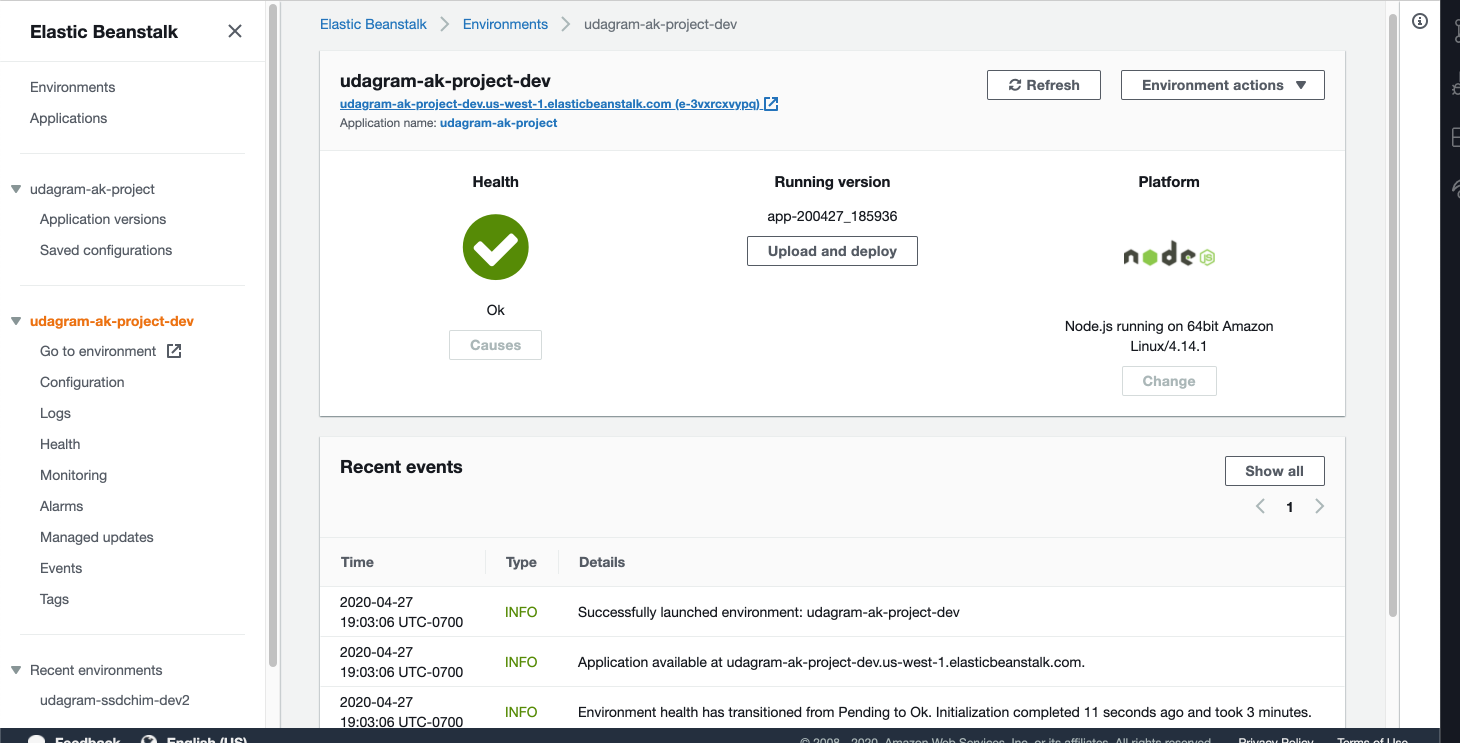 Elastic Beanstalk
Environments
Applications
udagram-ak-project
Application versions
Saved configurations
udagram-ak-project-dev
Go to environment
Configuration
Logs
Health
Monitoring
Alarms
Managed updates
Events
Tags
Recent environments
udagram-ssdchim-dev2
Elastic Beanstalk Environments udagram-ak-project-dev
udagram-ak-project-dev
udagram-ak-project-dev.us-west-1.elasticbeanstalk.com (e-3vxrcxvypq)
Application name: udagram-ak-project
Refresh
Environment actions
Health
Ok
Causes
Running version
app-200427_185936
Upload and deploy
Platform
node JS
Node.js running on 64bit Amazon
Linux/4.14.1
Change
Recent events
Show all
1
Time Type Details
2020-04-27
19:03:06 UTC-0700
INFO
Successfully launched environment: udagram-ak-project-dev
2020-04-27
19:03:06 UTC-0700
INFO
Application available at udagram-ak-project-dev.us-west-1.elasticbeanstalk.com.
2020-04-27
19:03:06 UTC-0700
INFO
Environment health has transitioned from Pending to Ok. Initialization completed 11 seconds ago and took 3 minutes.
Feedback English (US)
© 2008 - 2020, Amazon Web Services, Inc. or its affiliates. All rights reserved. Privacy Policy Terms of Use